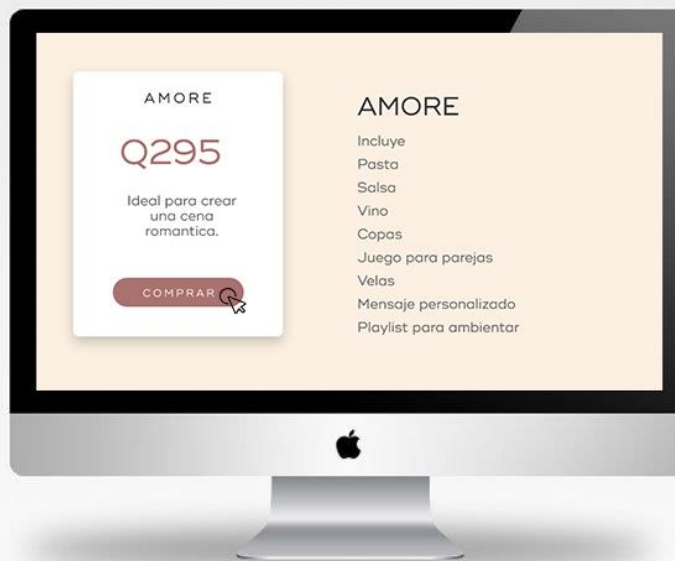 AMORE
Q295
Ideal para crear
una cena
romantica.
COMPRAR
AMORE
Incluye
Pasta
Salsa
Vino
Copas
Juego para parejas
Velas
Mensaje personalizado
Playlist para ambientar